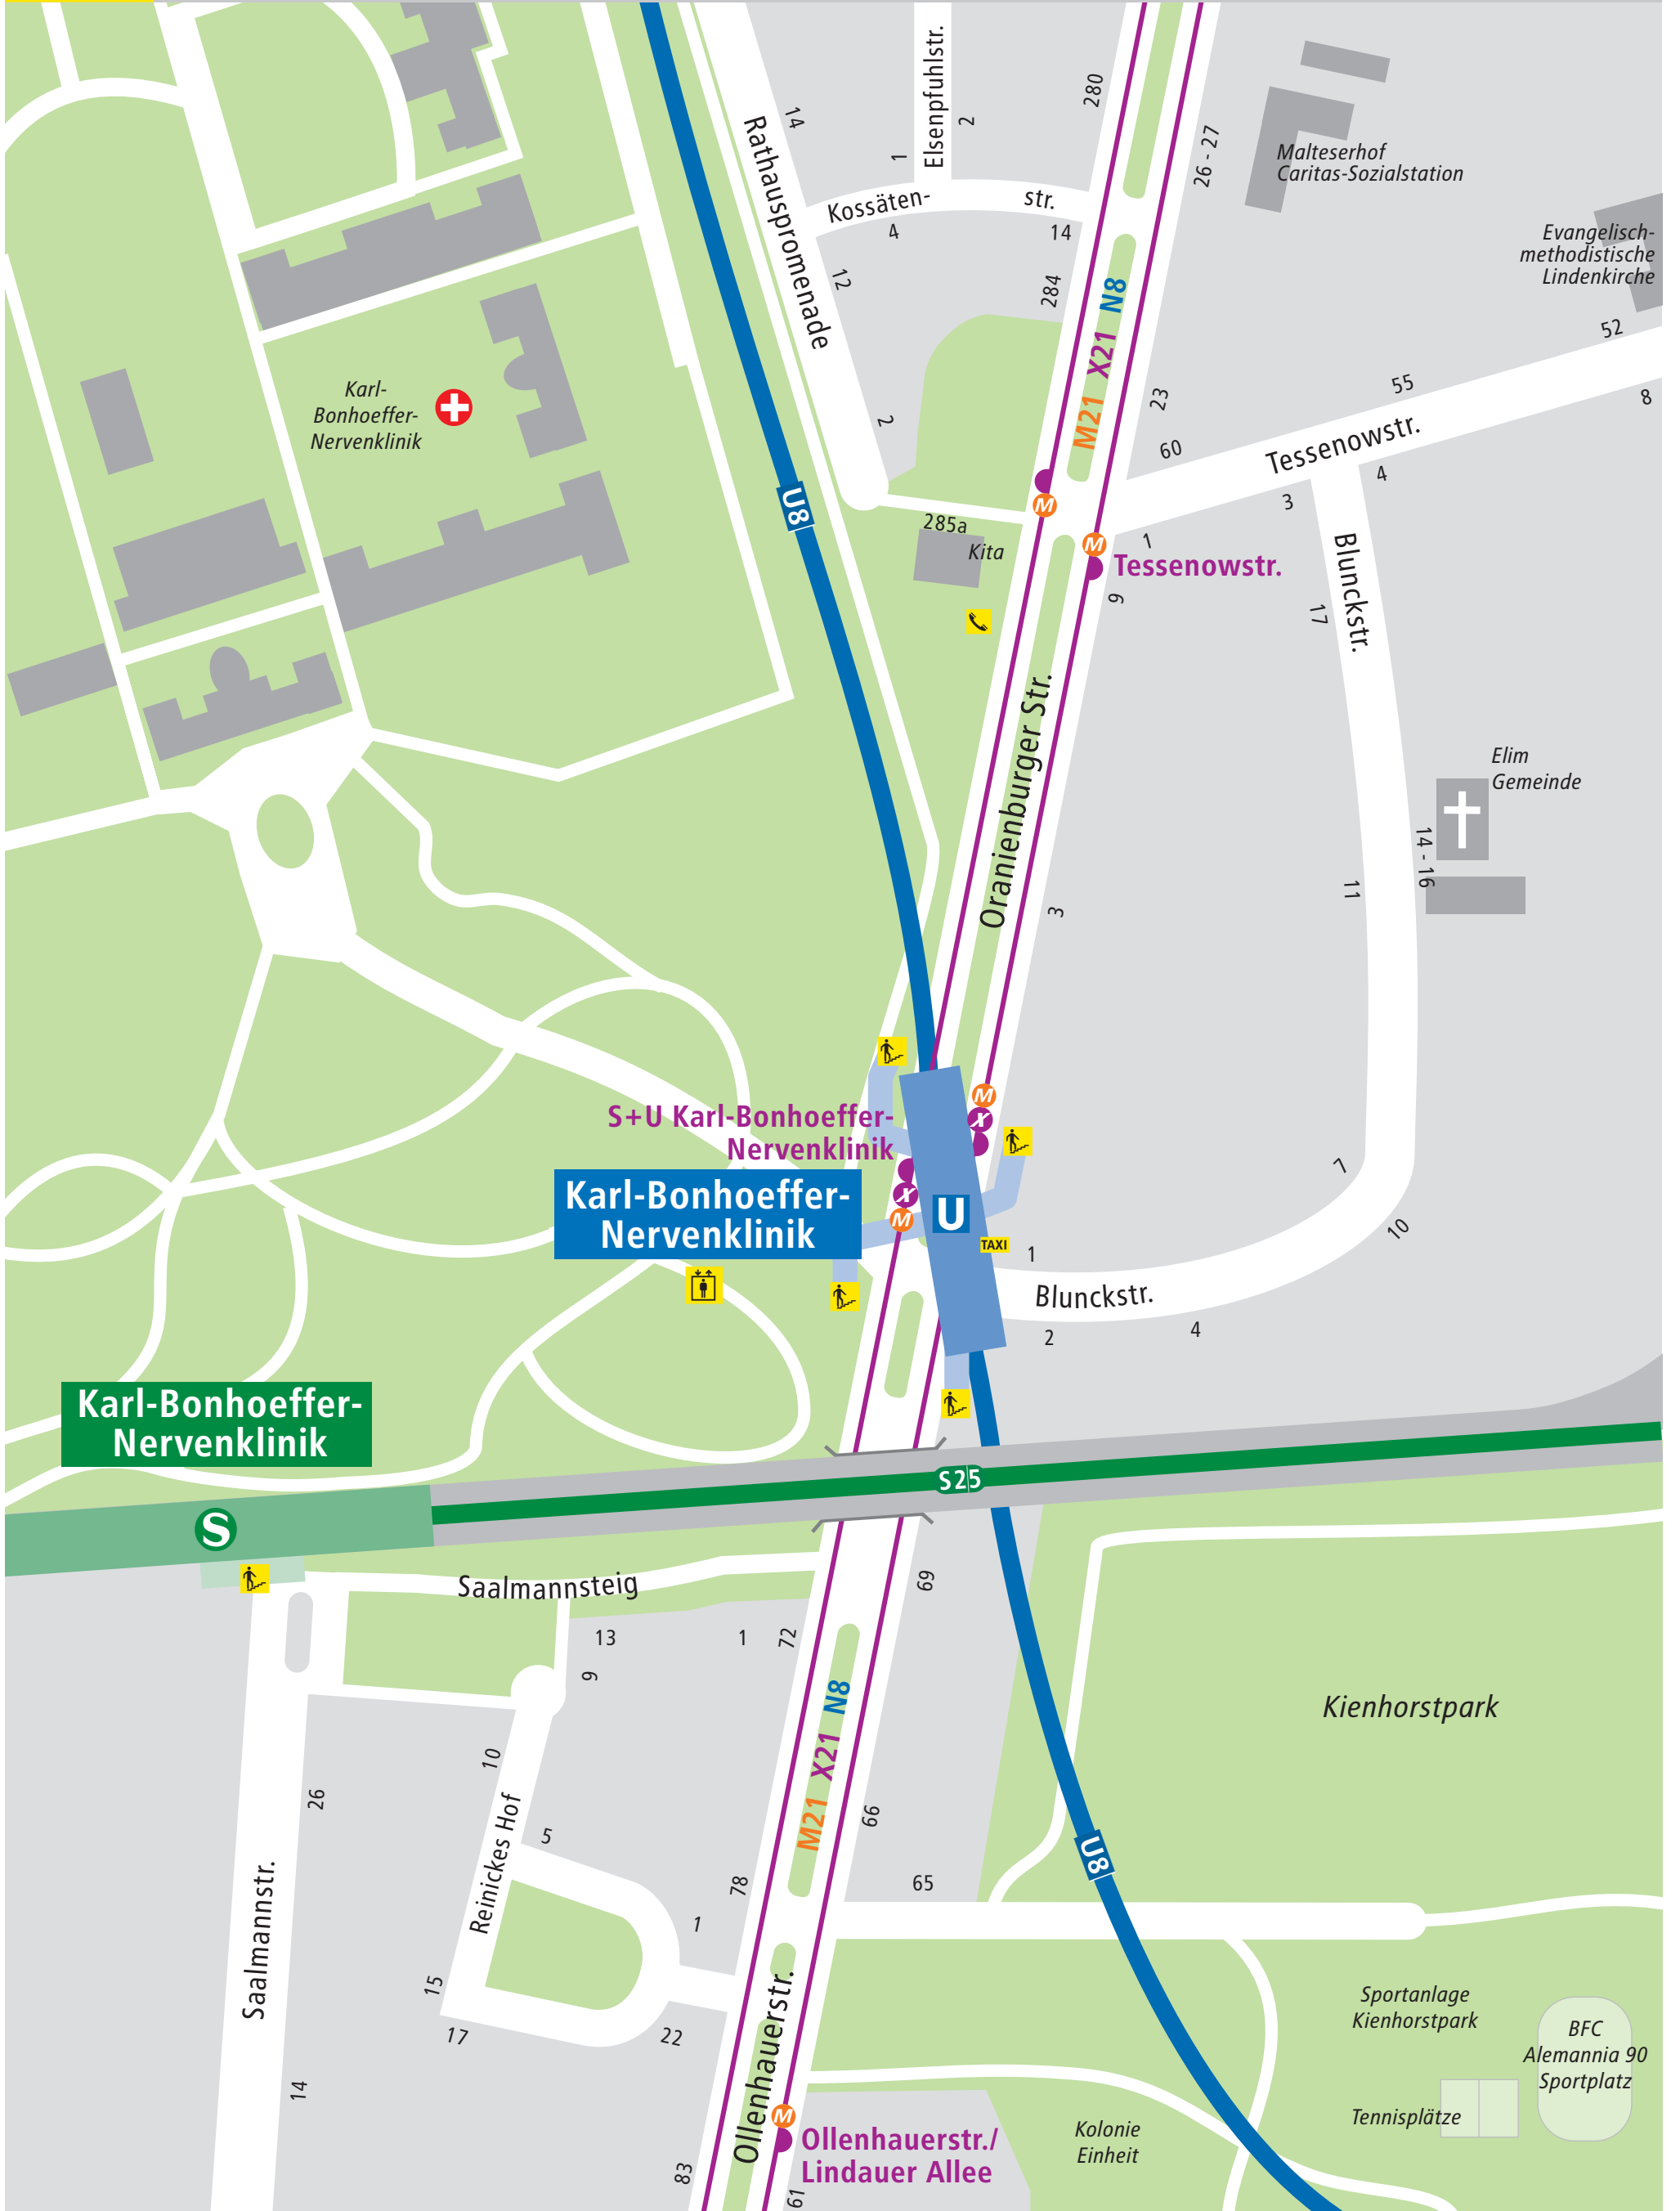 14
Rathauspromenade
1
Elsenpfuhlstr.
2
280
26 - 27
Malteserhof
Caritas-Sozialstation
Kossäten-
str.
4
14
12
284
N8
X21
M21
Evangelisch-
methodistische
Lindenkirche
52
55
8
23
60
Tessenowstr.
4
3
Karl-
Bonhoeffer-
Nervenklinik
2
U8
M
285a
Kita
M
1
Tessenowstr.
9
Blunckstr.
17
Oranienburger Str.
Elim
Gemeinde
14 - 16
11
3
M
X
S+U Karl-Bonhoeffer-
Nervenklinik
X
M
Karl-Bonhoeffer-
Nervenklinik
U
TAXI
1
7
10
Blunckstr.
2
4
Karl-Bonhoeffer-
Nervenklinik
S25
S
Saalmannsteig
69
13
1
72
9
N8
X21
M21
Kienhorstpark
10
26
66
Reinickes Hof
5
U8
78
65
1
Saalmannstr.
15
17
22
Ollenhauerstr.
14
Sportanlage
Kienhorstpark
BFC
Alemannia 90
Sportplatz
Tennisplätze
M
Ollenhauerstr./
Lindauer Allee
Kolonie
Einheit
83
61